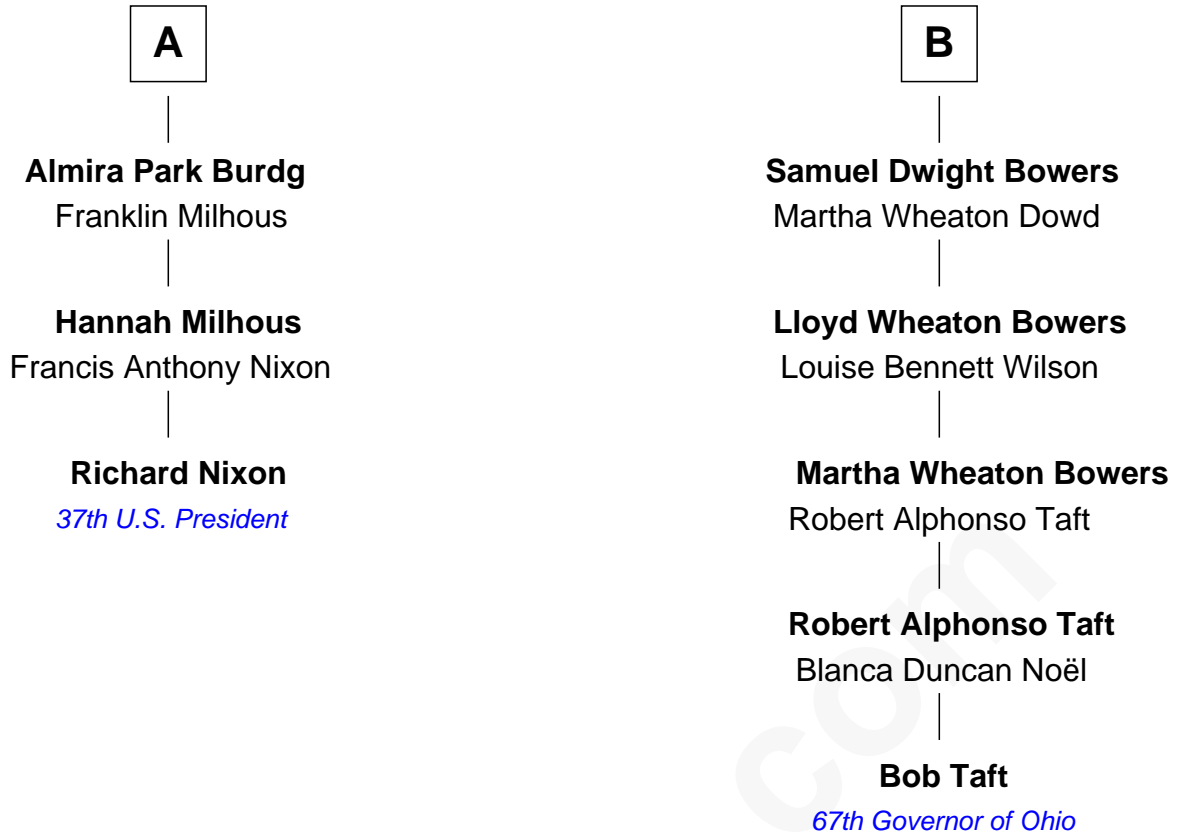 A
Almira Park Burdg
Franklin Milhous
Hannah Milhous
Francis Anthony Nixon
Richard Nixon
37th U.S. President
B
Samuel Dwight Bowers
Martha Wheaton Dowd
Lloyd Wheaton Bowers
Louise Bennett Wilson
Martha Wheaton Bowers
Robert Alphonso Taft
Robert Alphonso Taft
Blanca Duncan Noël
Bob Taft
67th Governor of Ohio
com